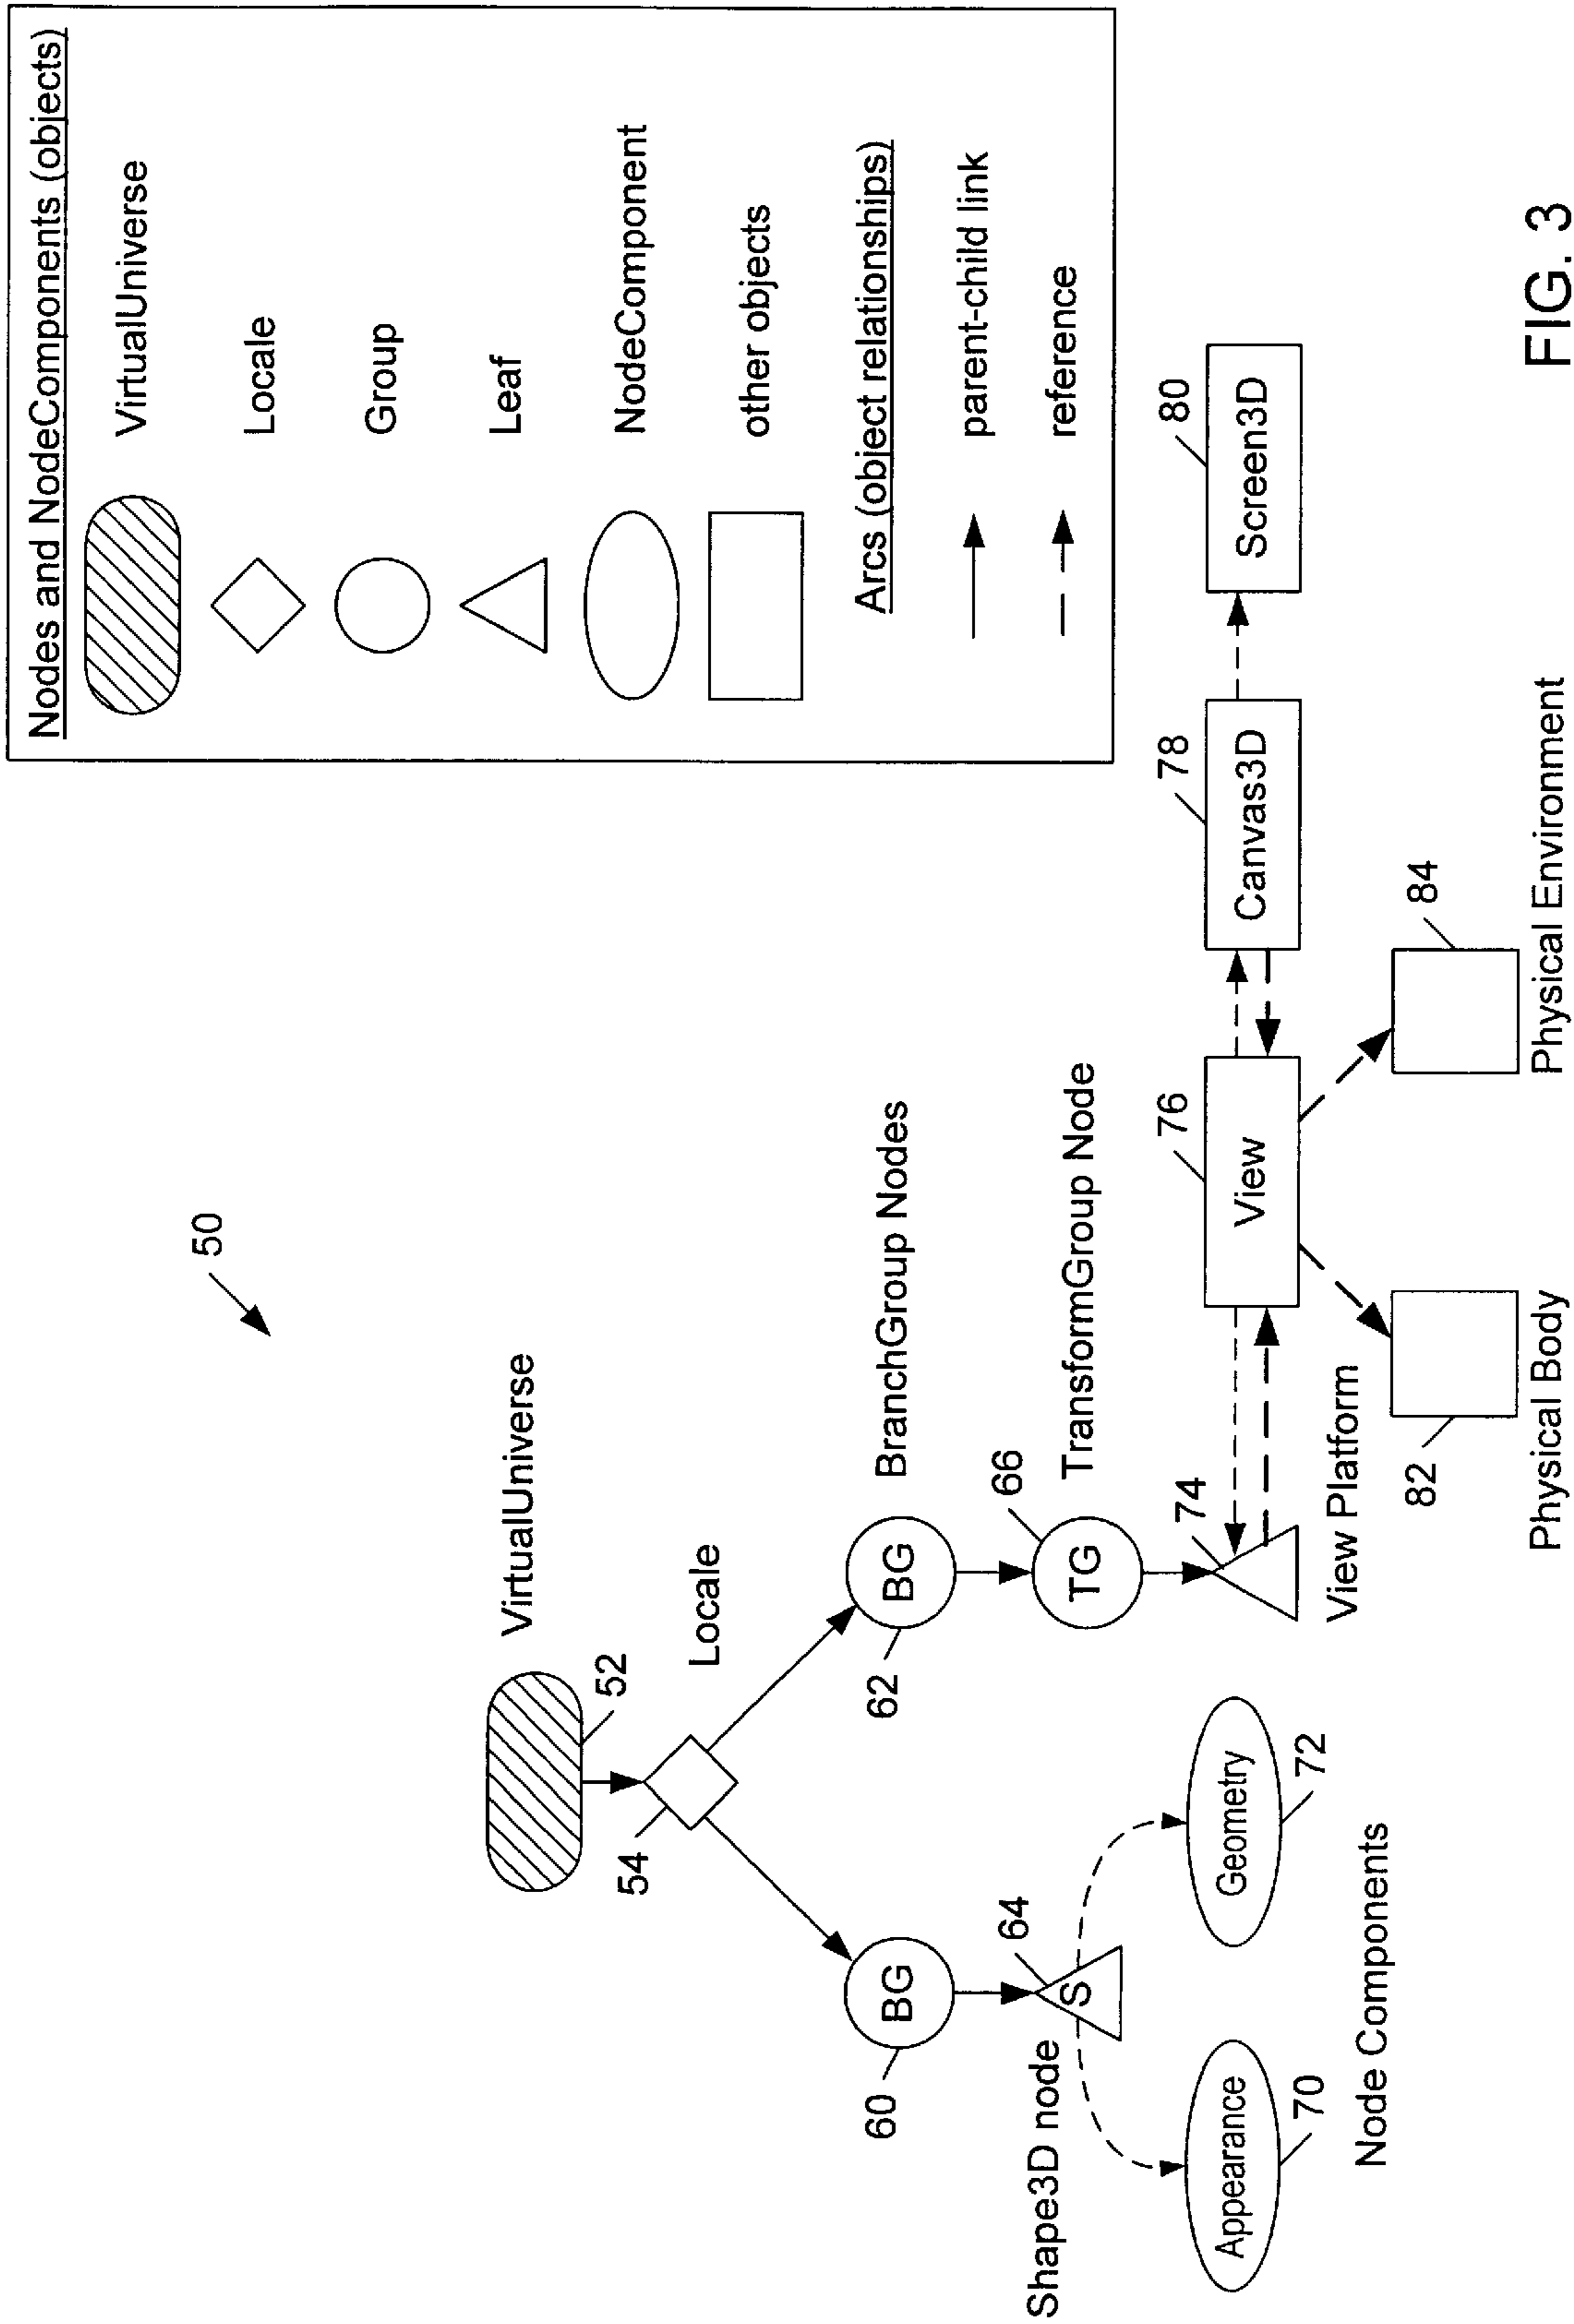 50
VirtualUniverse
52
54
Locale
60
BG
62
BG
BranchGroup Nodes
Shape3D node
64
S
66
TG
TransformGroup Node
Appearance
70
Geometry
72
Node Components
74
View Platform
76
View
78
Canvas3D
80
Screen3D
82
Physical Body
84
Physical Environment
Nodes and NodeComponents (objects)
VirtualUniverse
Locale
Group
Leaf
NodeComponent
other objects
Arcs (object relationships)
parent-child link
reference
FIG. 3